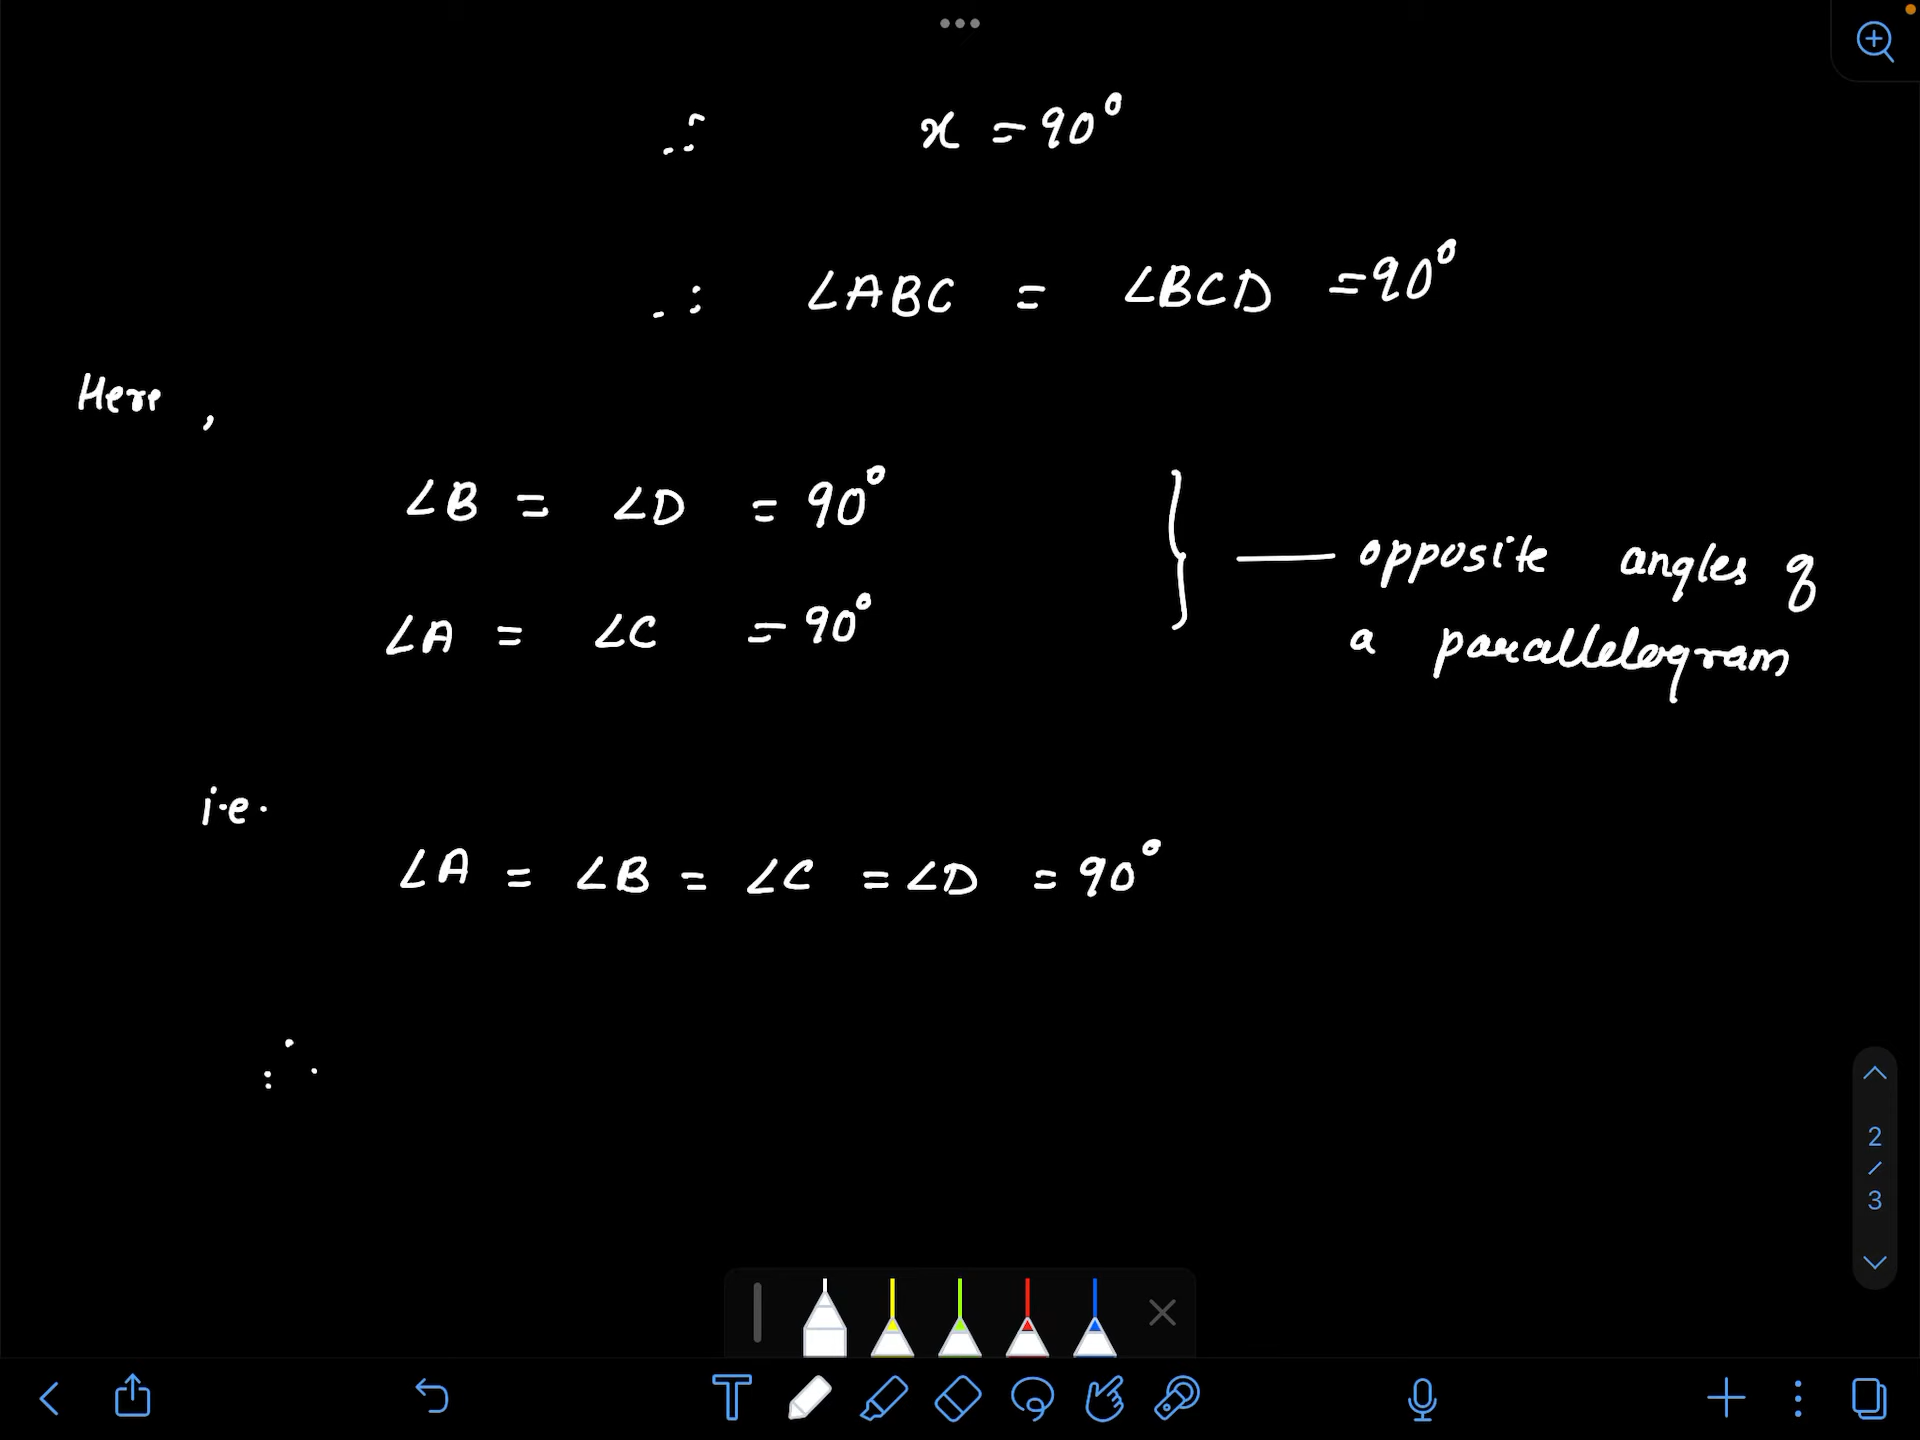 ∴ x = 90°
∴ ∠ABC = ∠BCD = 90°
Here,
∠B = ∠D = 90°
∠A = ∠C = 90°
} — opposite angles of
a parallelogram
i.e.
∠A = ∠B = ∠C = ∠D = 90°
∴
2
/
3
T